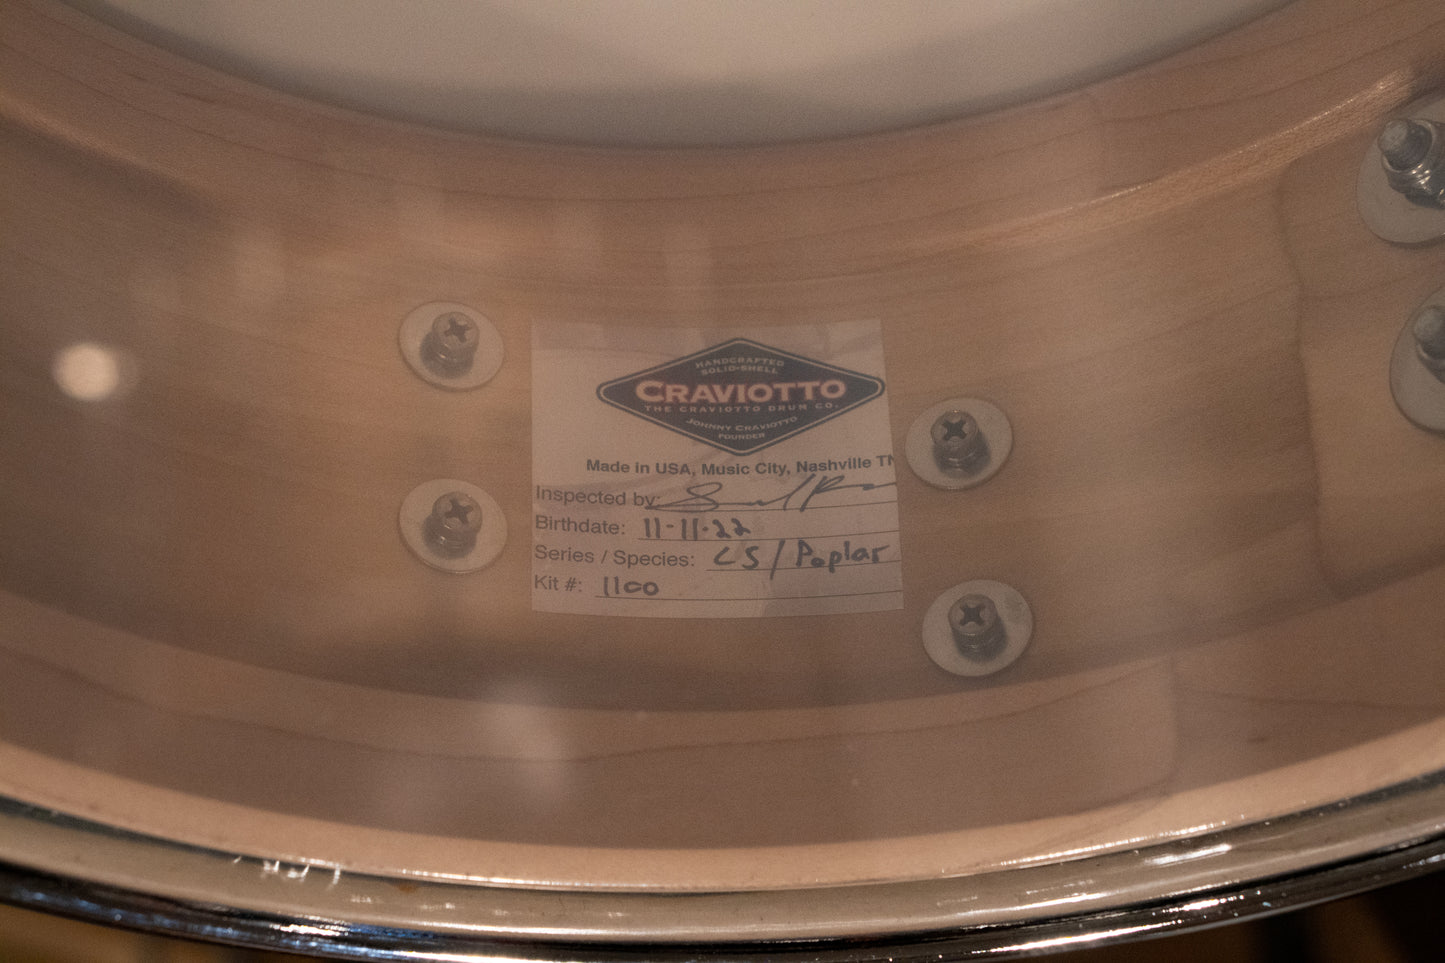 HANDCRAFTED
SOLID-SHELL
CRAVIOTTO
THE CRAVIOTTO DRUM CO.
JOHNNY CRAVIOTTO
FOUNDER
Made in USA, Music City, Nashville TN
Inspected by:
Birthdate: 11-11-22
Series / Species: CS / Poplar
Kit #: 1100